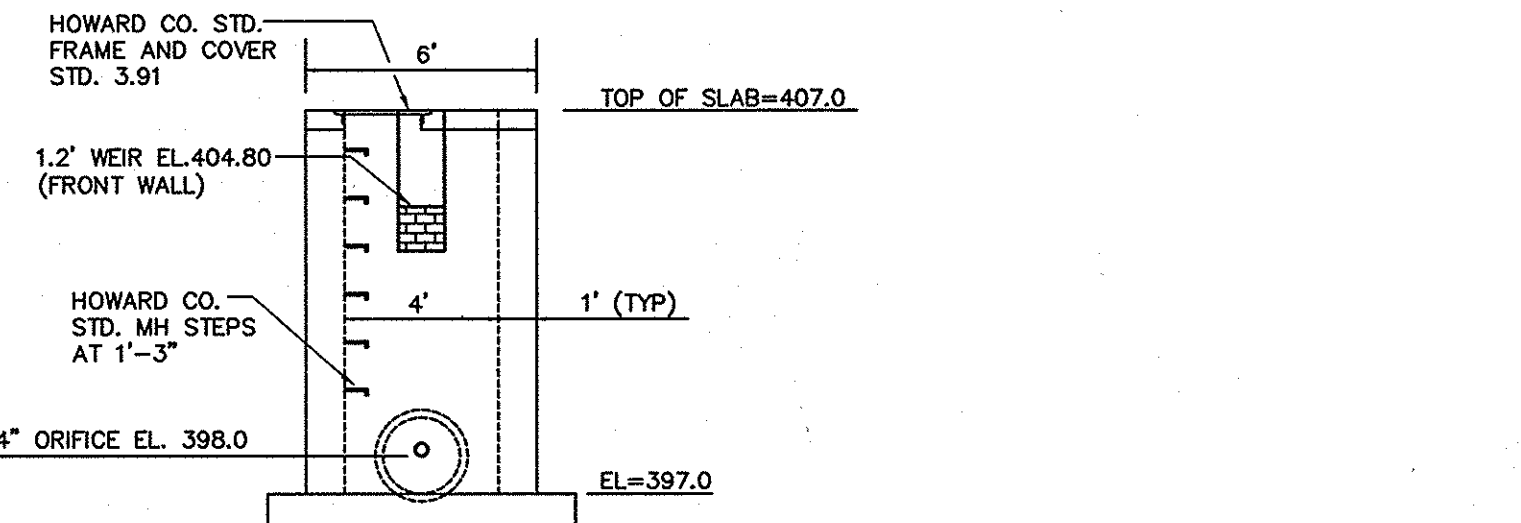 HOWARD CO. STD.
FRAME AND COVER
STD. 3.91
6'
TOP OF SLAB=407.0
1.2' WEIR EL.404.80
(FRONT WALL)
HOWARD CO.
STD. MH STEPS
AT 1'-3"
4'
1' (TYP)
4" ORIFICE EL. 398.0
EL=397.0